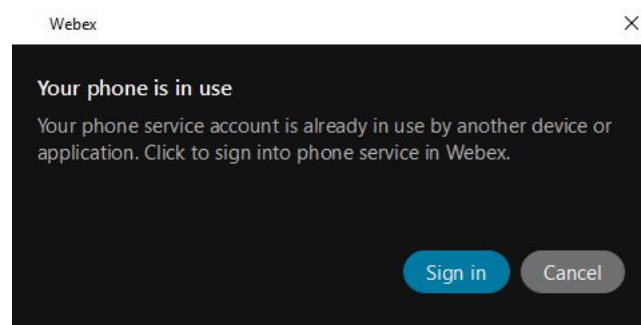 Webex
Your phone is in use
Your phone service account is already in use by another device or
application. Click to sign into phone service in Webex.
Sign in Cancel